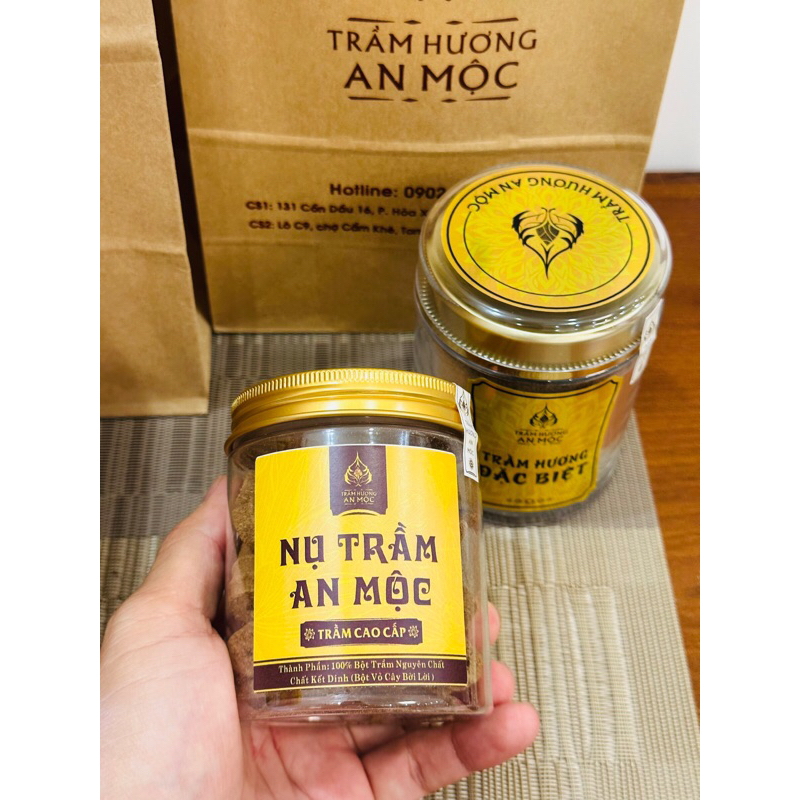 TRẦM HƯƠNG
AN MỘC
Hotline: 0902
CS1: 131 Cồn Dầu 16, P. Hòa X
CS2: Lô C9, chợ Cẩm Khê, Tam
TRẦM HƯƠNG AN MỘC
TRẦM HƯƠNG
AN MỘC
TRẦM HƯƠNG
ĐẶC BIỆT
TRẦM HƯƠNG
AN MỘC
NỤ TRẦM
AN MỘC
TRẦM CAO CẤP
Thành Phần: 100% Bột Trầm Nguyên Chất
Chất Kết Dính (Bột Vỏ Cây Bời Lời)